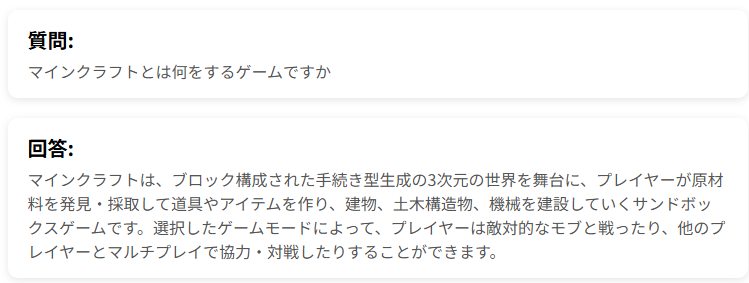 質問:
マインクラフトとは何をするゲームですか
回答:
マインクラフトは、ブロック構成された手続き型生成の3次元の世界を舞台に、プレイヤーが原材
料を発見・採取して道具やアイテムを作り、建物、土木構造物、機械を建設していくサンドボッ
クスゲームです。選択したゲームモードによって、プレイヤーは敵対的なモブと戦ったり、他のプ
レイヤーとマルチプレイで協力・対戦したりすることができます。